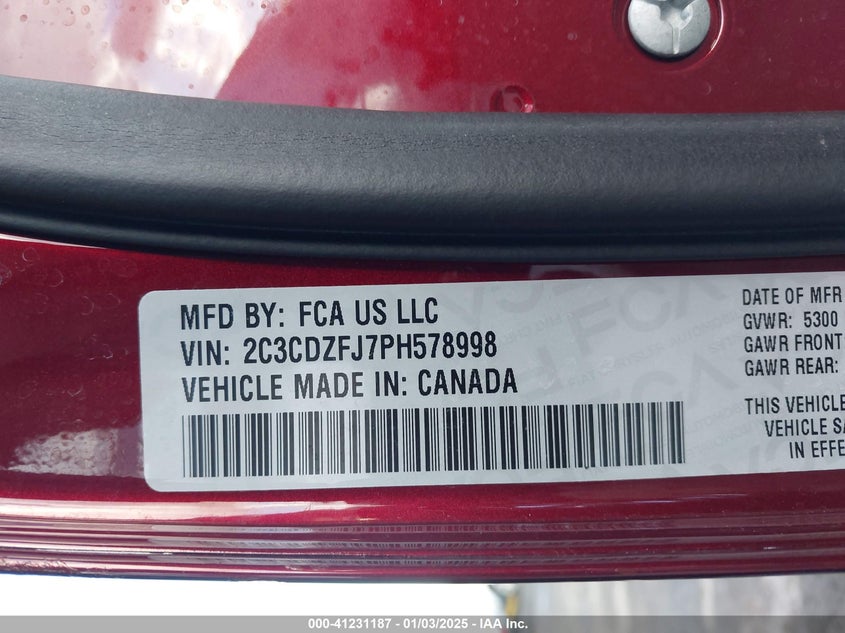 MFD BY: FCA US LLC
VIN: 2C3CDZFJ7PH578998
VEHICLE MADE IN: CANADA
DATE OF MFR
GVWR: 5300
GAWR FRONT
GAWR REAR:
THIS VEHICLE
VEHICLE SA
IN EFFE
000-41231187 - 01/03/2025 - IAA Inc.